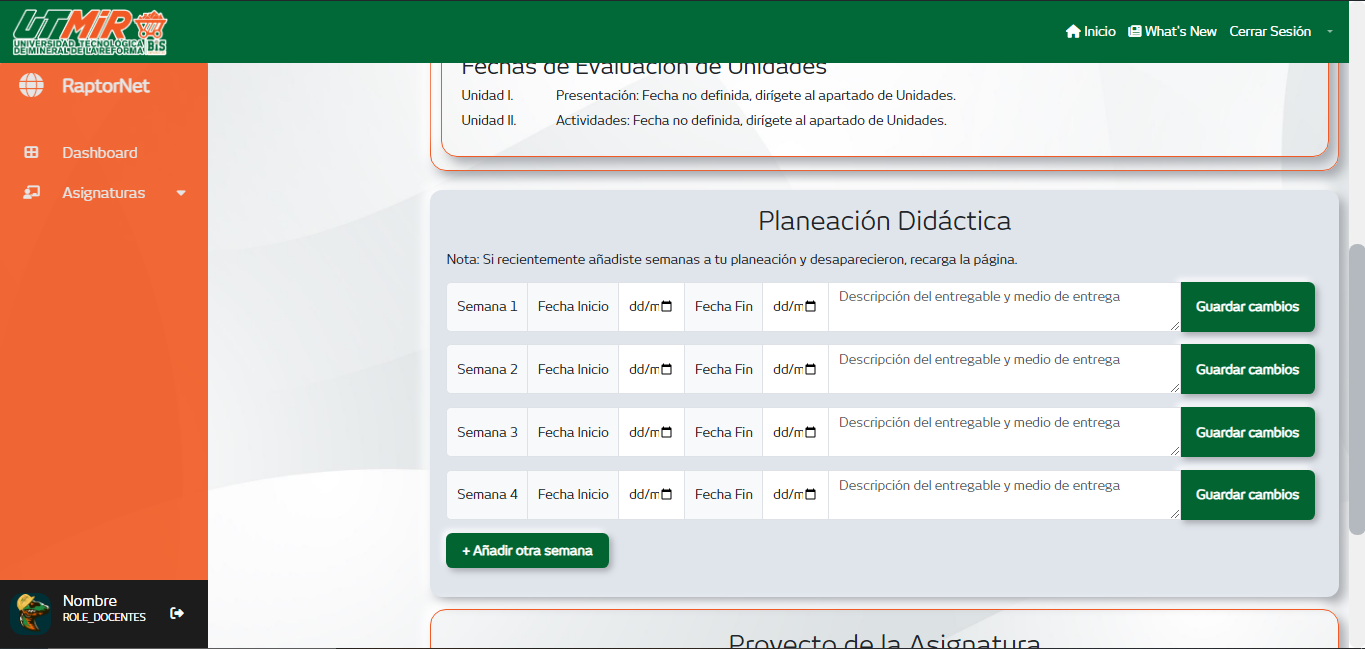 UTMiR
UNIVERSIDAD TECNOLÓGICA
DE MINERAL DE LA REFORMA BIS
Inicio What's New Cerrar Sesión
RaptorNet
Dashboard
Asignaturas
Fechas de Evaluación de Unidades
Unidad I. Presentación: Fecha no definida, dirígete al apartado de Unidades.
Unidad II. Actividades: Fecha no definida, dirígete al apartado de Unidades.
Planeación Didáctica
Nota: Si recientemente añadiste semanas a tu planeación y desaparecieron, recarga la página.
Semana 1 Fecha Inicio dd/m Fecha Fin dd/m Descripción del entregable y medio de entrega Guardar cambios
Semana 2 Fecha Inicio dd/m Fecha Fin dd/m Descripción del entregable y medio de entrega Guardar cambios
Semana 3 Fecha Inicio dd/m Fecha Fin dd/m Descripción del entregable y medio de entrega Guardar cambios
Semana 4 Fecha Inicio dd/m Fecha Fin dd/m Descripción del entregable y medio de entrega Guardar cambios
+ Añadir otra semana
Nombre
ROLE_DOCENTES
Proyecto de la Asignatura